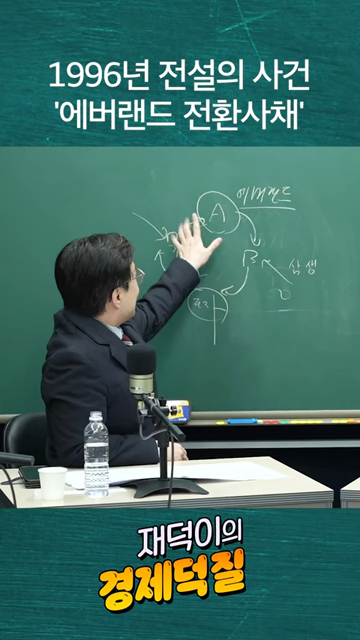 1996년 전설의 사건
'에버랜드 전환사채'
에버랜드
A
B
삼생
재덕이의
경제덕질